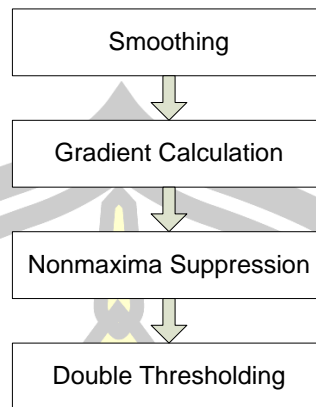 Smoothing
Gradient Calculation
Nonmaxima Suppression
Double Thresholding